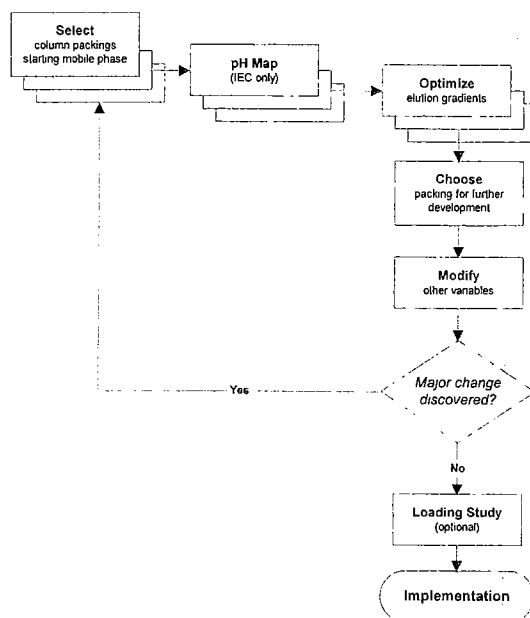 Select
column packings
starting mobile phase
pH Map
(IEC only)
Optimize
elution gradients
Choose
packing for further
development
Modify
other variables
Major change
discovered?
Yes
No
Loading Study
(optional)
Implementation